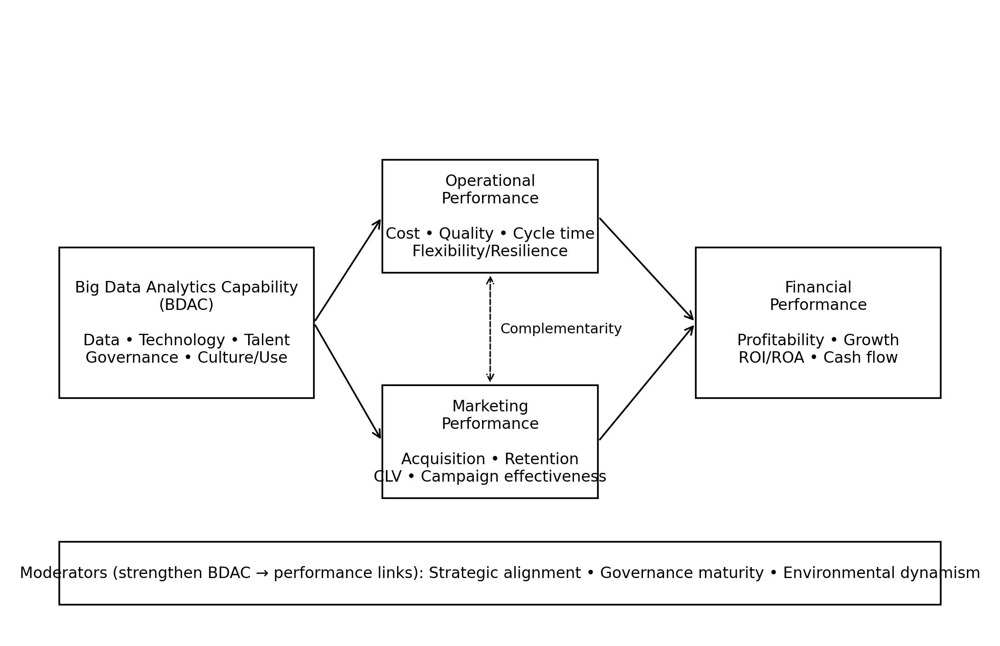 Operational
Performance
Cost • Quality • Cycle time
Flexibility/Resilience
Big Data Analytics Capability
(BDAC)
Data • Technology • Talent
Governance • Culture/Use
Complementarity
Financial
Performance
Profitability • Growth
ROI/ROA • Cash flow
Marketing
Performance
Acquisition • Retention
CLV • Campaign effectiveness
Moderators (strengthen BDAC → performance links): Strategic alignment • Governance maturity • Environmental dynamism